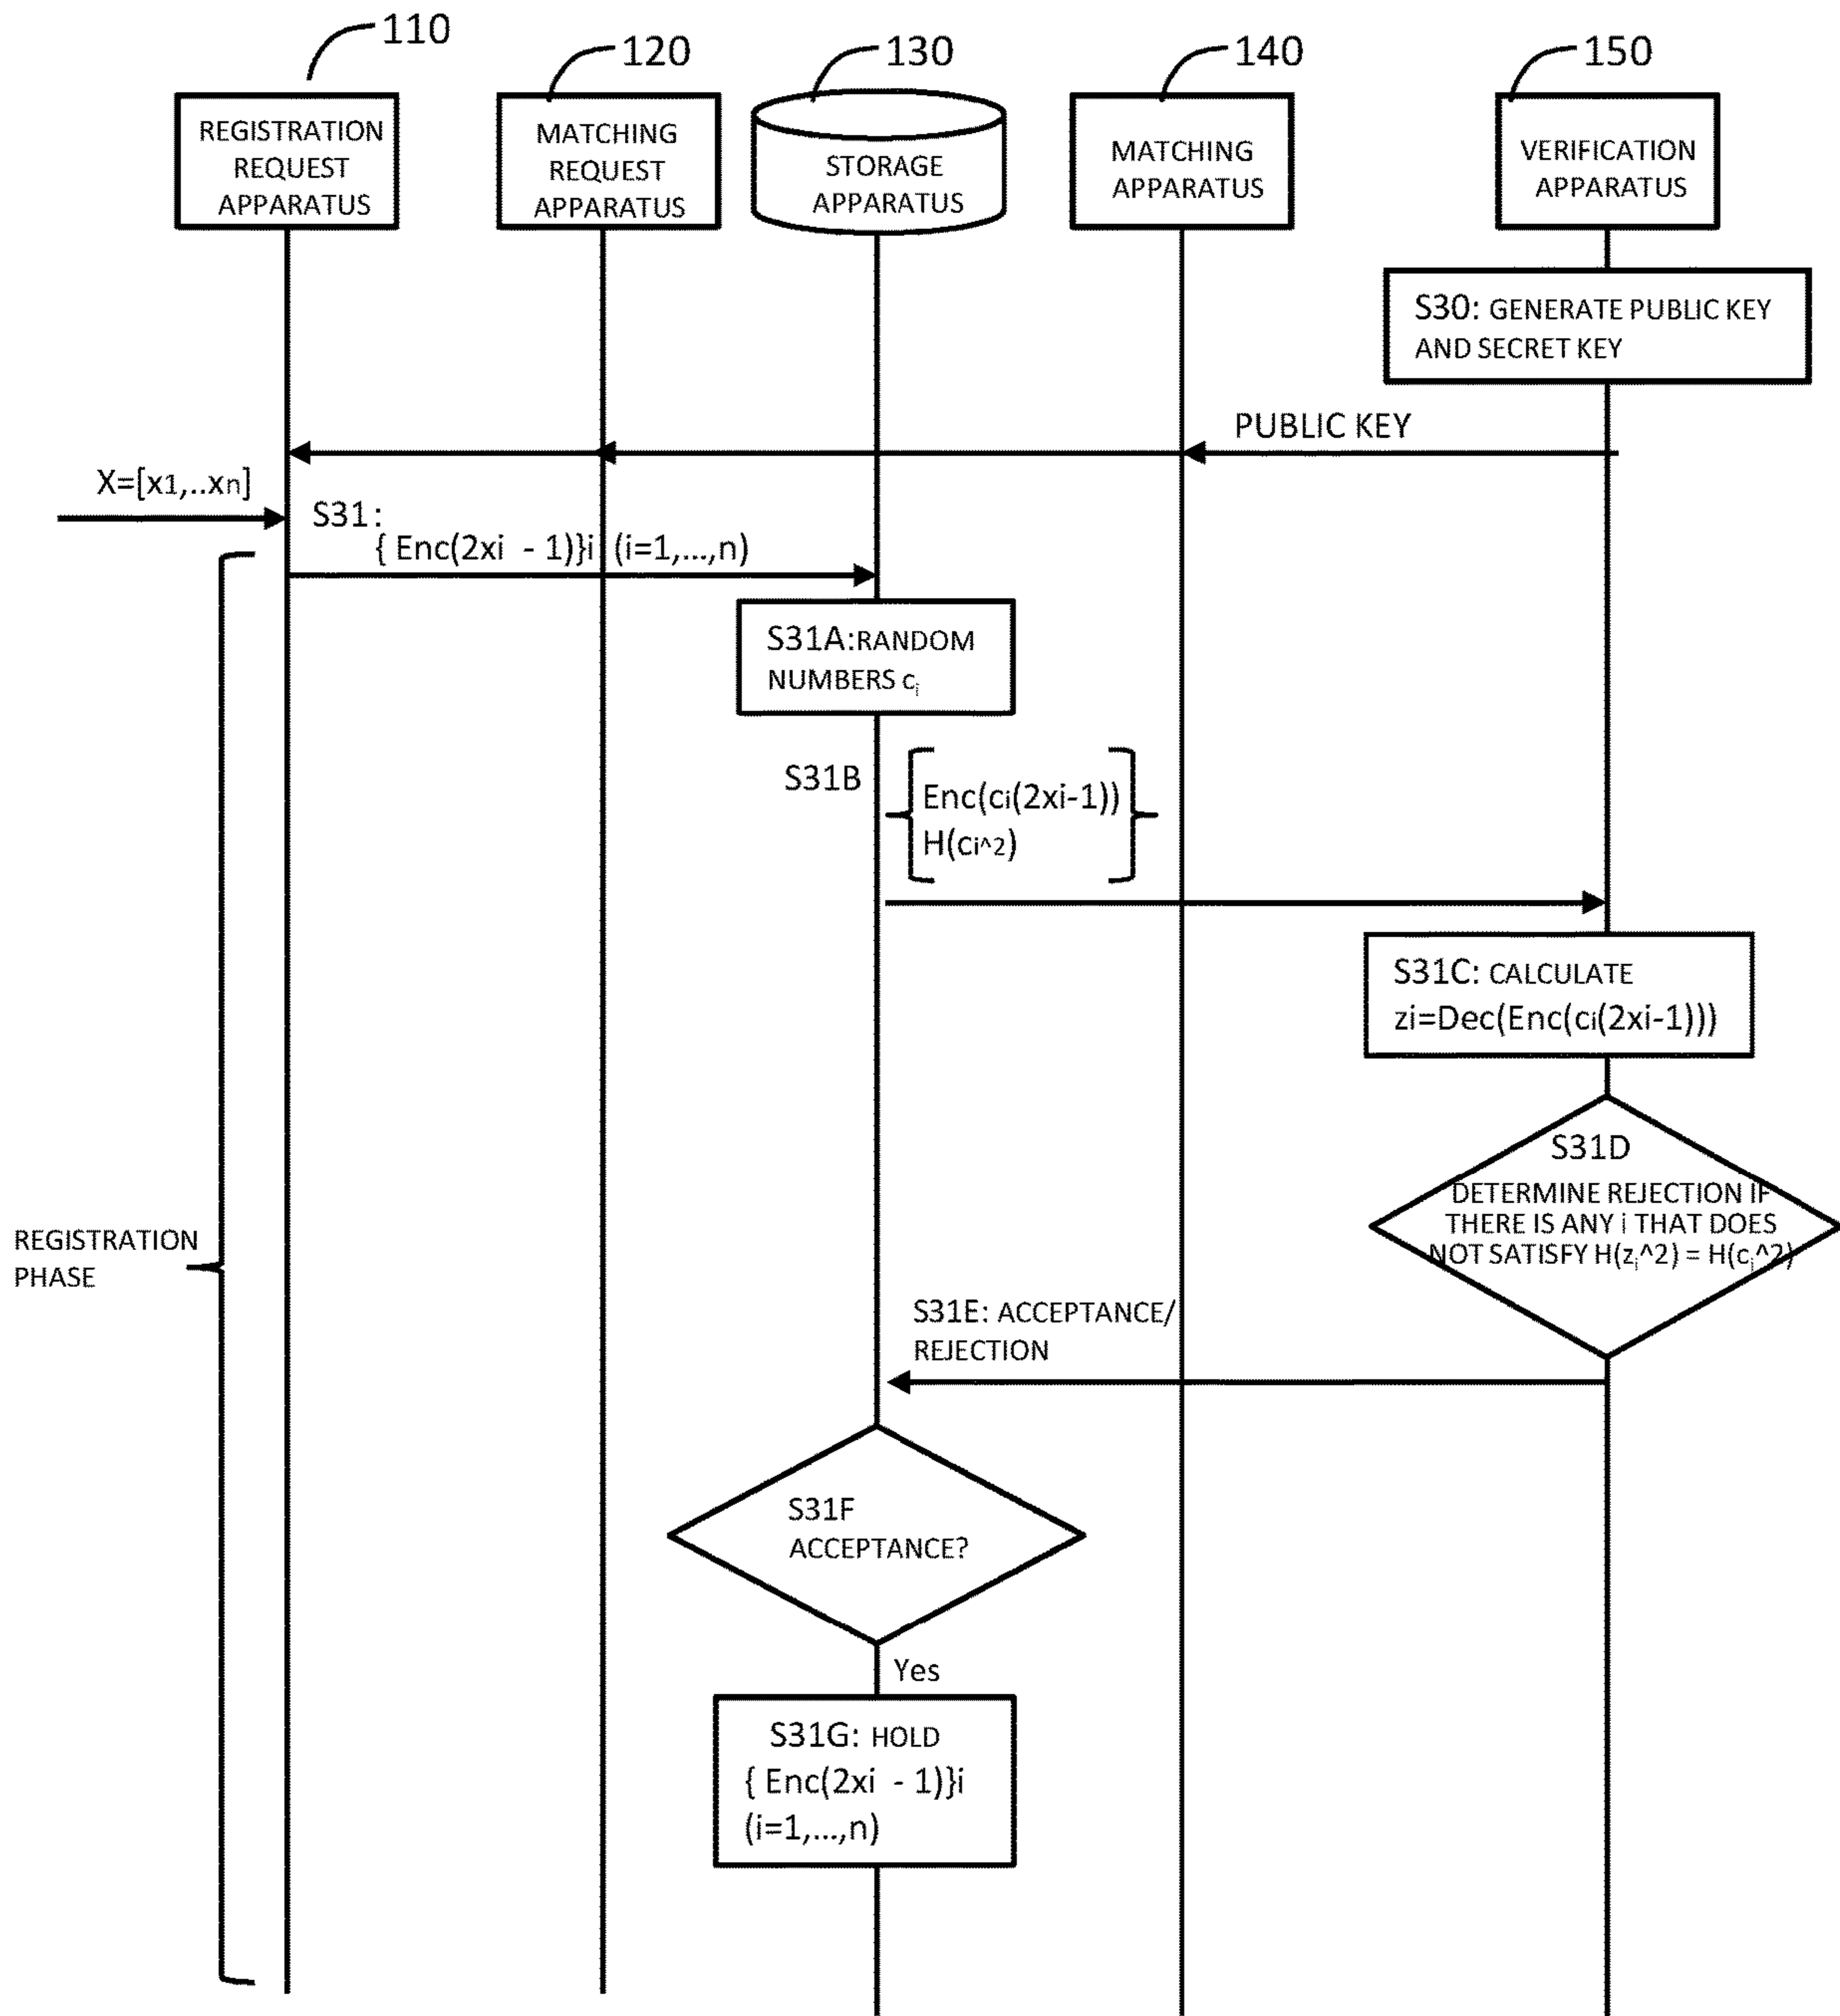 110
120
130
140
150
REGISTRATION
REQUEST
APPARATUS
MATCHING
REQUEST
APPARATUS
STORAGE
APPARATUS
MATCHING
APPARATUS
VERIFICATION
APPARATUS
S30: GENERATE PUBLIC KEY
AND SECRET KEY
PUBLIC KEY
X=[x1,..xn]
S31:
{ Enc(2xi - 1)}i (i=1,...,n)
S31A:RANDOM
NUMBERS ci
S31B
Enc(ci(2xi-1))
H(ci^2)
S31C: CALCULATE
zi=Dec(Enc(ci(2xi-1)))
S31D
DETERMINE REJECTION IF
THERE IS ANY i THAT DOES
NOT SATISFY H(zi^2) = H(ci^2)
REGISTRATION
PHASE
S31E: ACCEPTANCE/
REJECTION
S31F
ACCEPTANCE?
Yes
S31G: HOLD
{ Enc(2xi - 1)}i
(i=1,...,n)